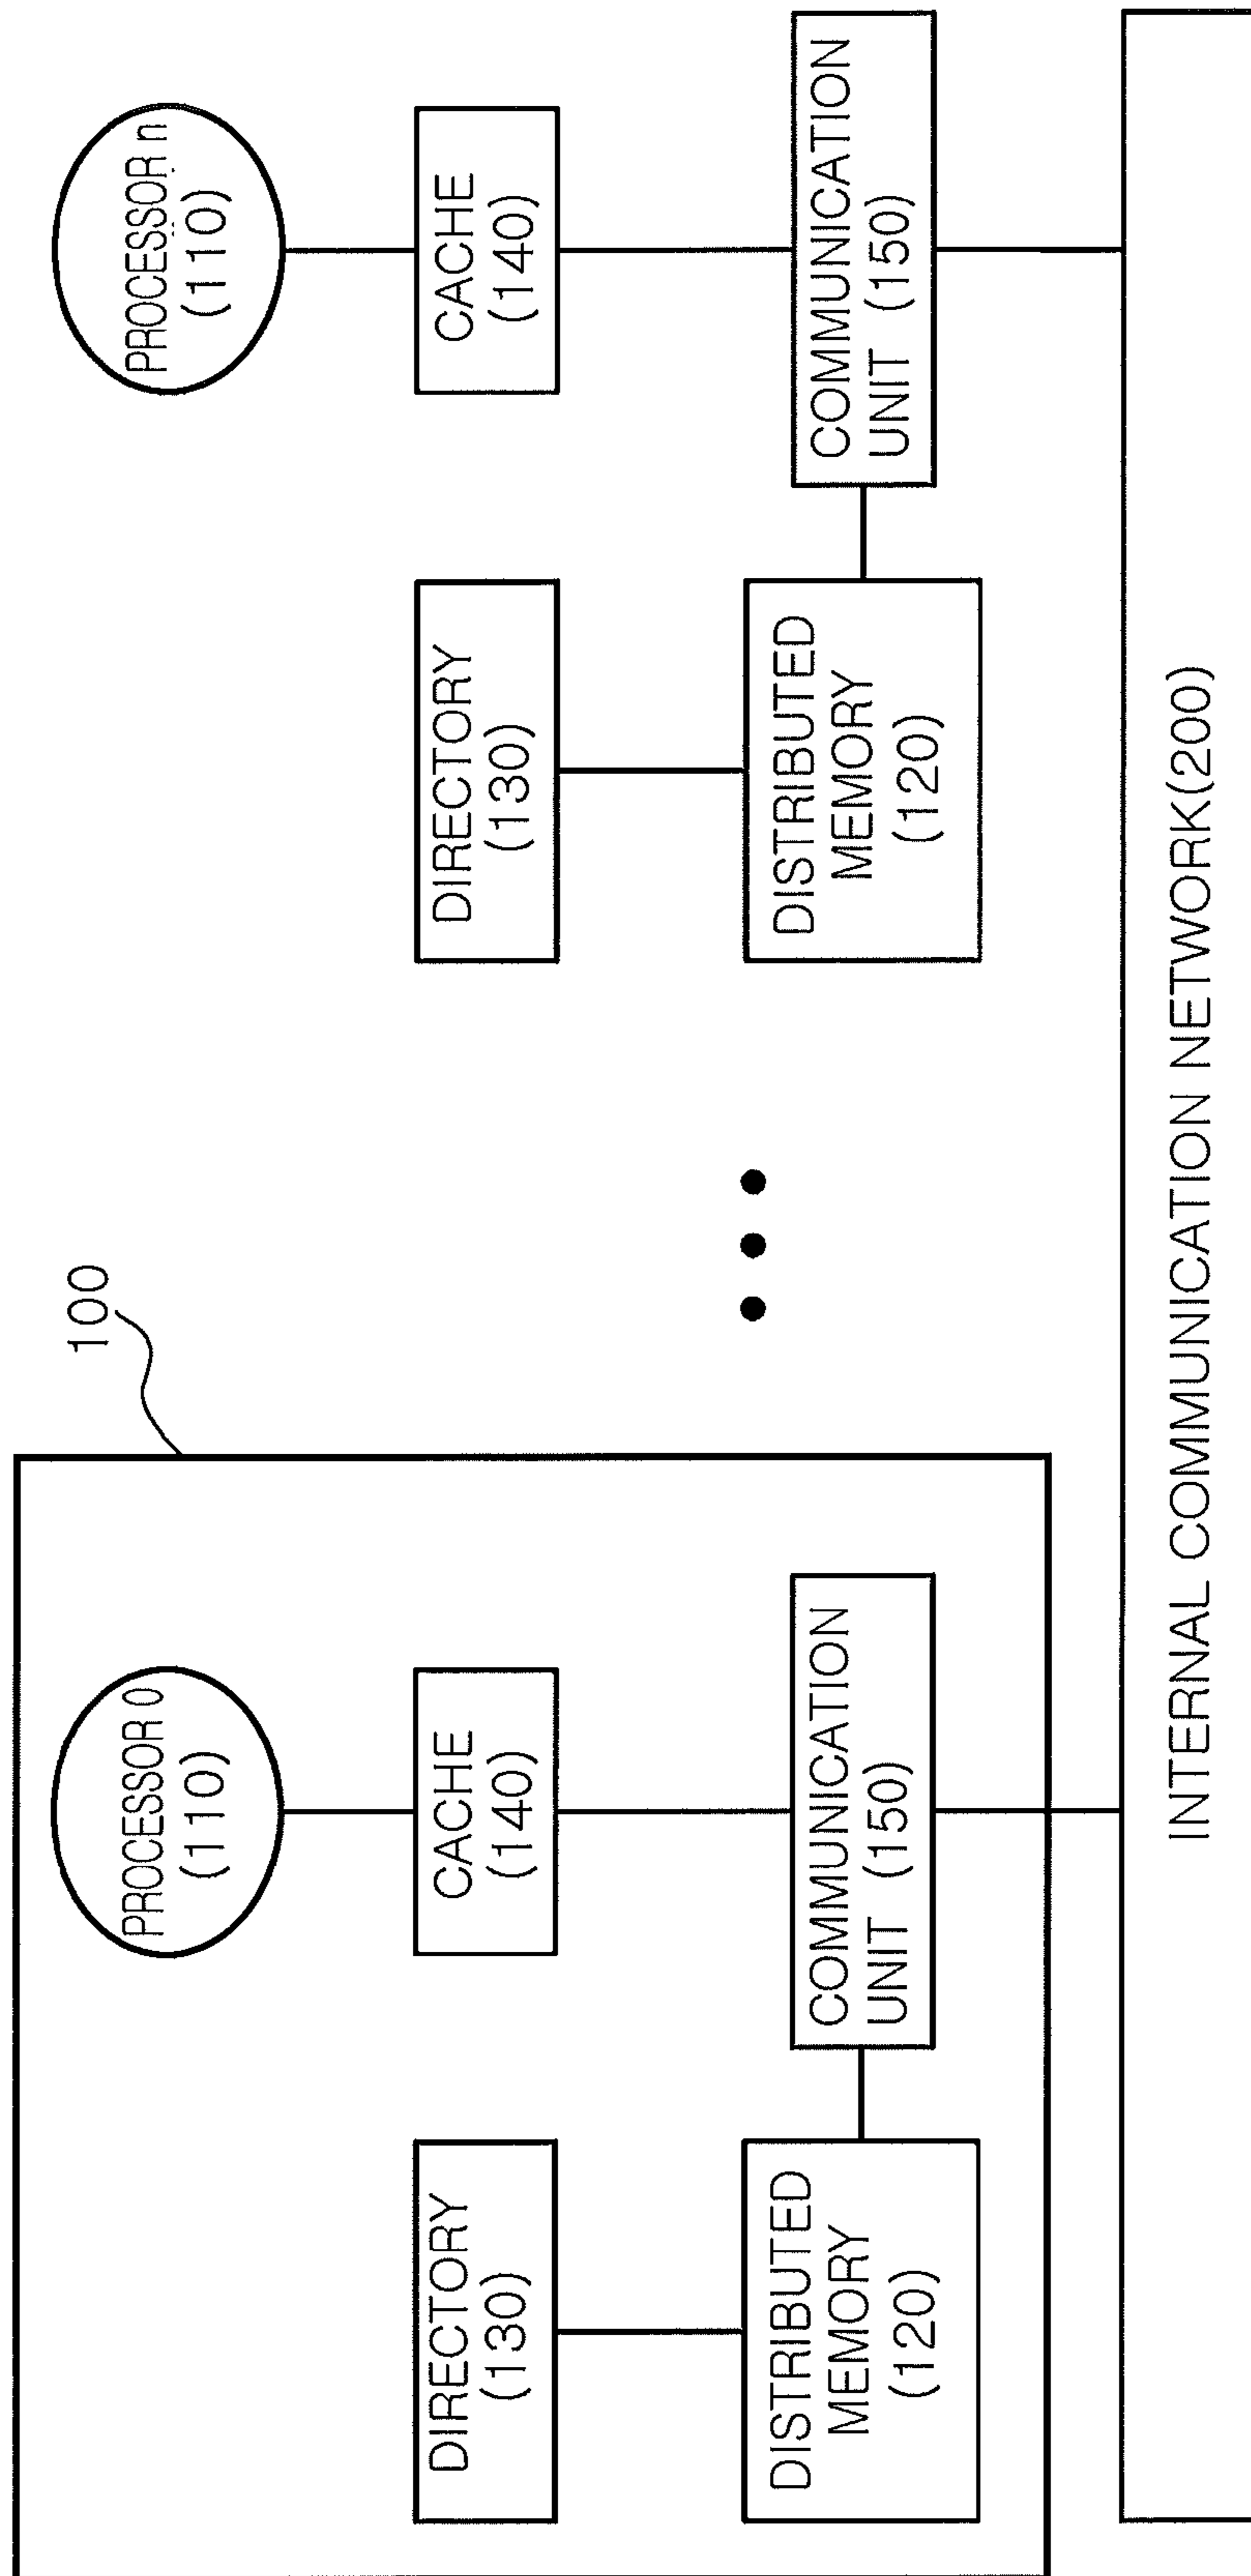 100
PROCESSOR 0
(110)
DIRECTORY
(130)
CACHE
(140)
DISTRIBUTED
MEMORY
(120)
COMMUNICATION
UNIT (150)
PROCESSOR n
(110)
DIRECTORY
(130)
CACHE
(140)
DISTRIBUTED
MEMORY
(120)
COMMUNICATION
UNIT (150)
INTERNAL COMMUNICATION NETWORK(200)